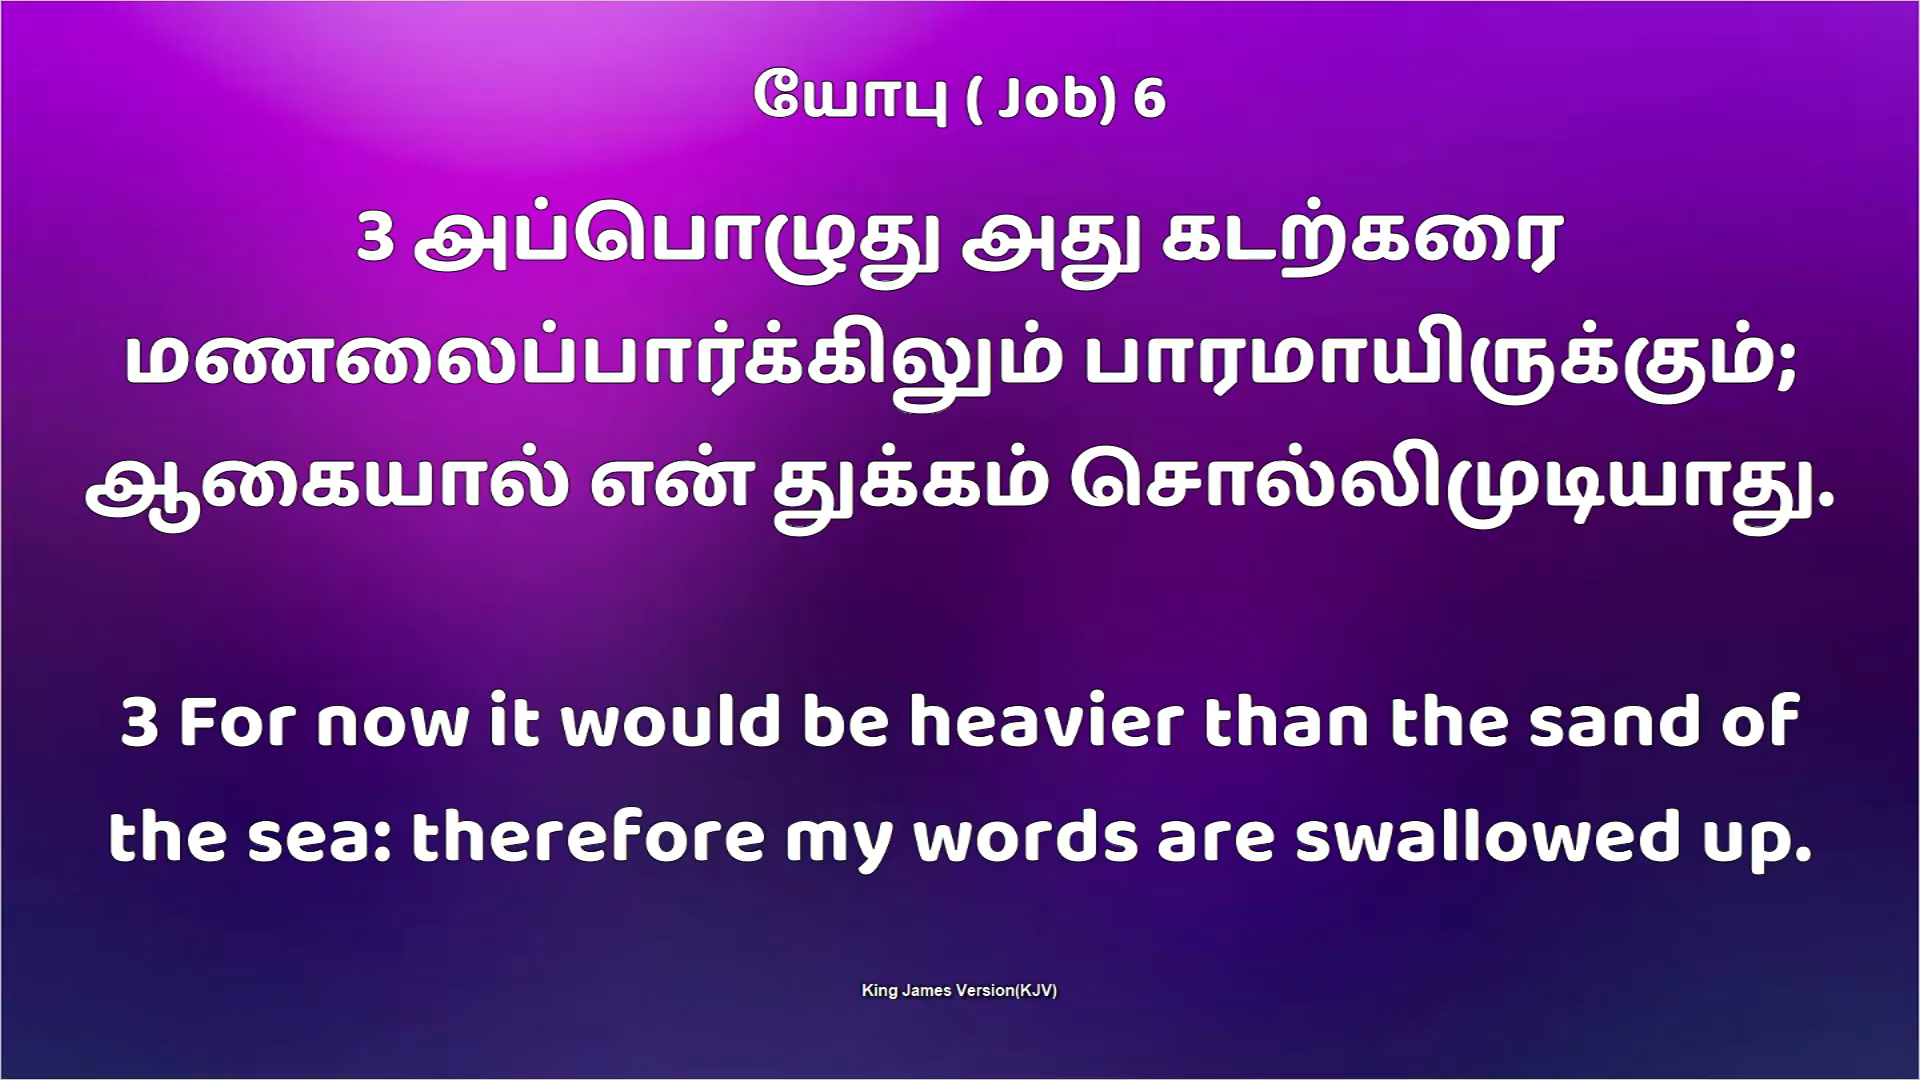 யோபு ( Job) 6
3 அப்பொழுது அது கடற்கரை
மணலைப்பார்க்கிலும் பாரமாயிருக்கும்;
ஆகையால் என் துக்கம் சொல்லிமுடியாது.
3 For now it would be heavier than the sand of
the sea: therefore my words are swallowed up.
King James Version(KJV)